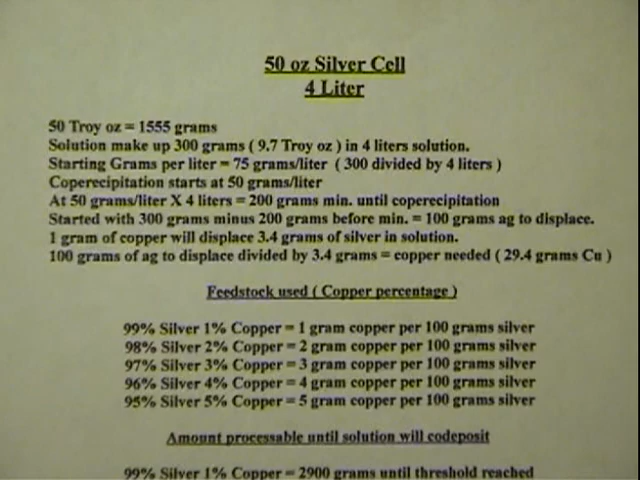 50 oz Silver Cell
4 Liter
50 Troy oz = 1555 grams
Solution make up 300 grams ( 9.7 Troy oz ) in 4 liters solution.
Starting Grams per liter = 75 grams/liter ( 300 divided by 4 liters )
Coperecipitation starts at 50 grams/liter
At 50 grams/liter X 4 liters = 200 grams min. until coperecipitation
Started with 300 grams minus 200 grams before min. = 100 grams ag to displace.
1 gram of copper will displace 3.4 grams of silver in solution.
100 grams of ag to displace divided by 3.4 grams = copper needed ( 29.4 grams Cu )
Feedstock used ( Copper percentage )
99% Silver 1% Copper = 1 gram copper per 100 grams silver
98% Silver 2% Copper = 2 gram copper per 100 grams silver
97% Silver 3% Copper = 3 gram copper per 100 grams silver
96% Silver 4% Copper = 4 gram copper per 100 grams silver
95% Silver 5% Copper = 5 gram copper per 100 grams silver
Amount processable until solution will codeposit
99% Silver 1% Copper = 2900 grams until threshold reached